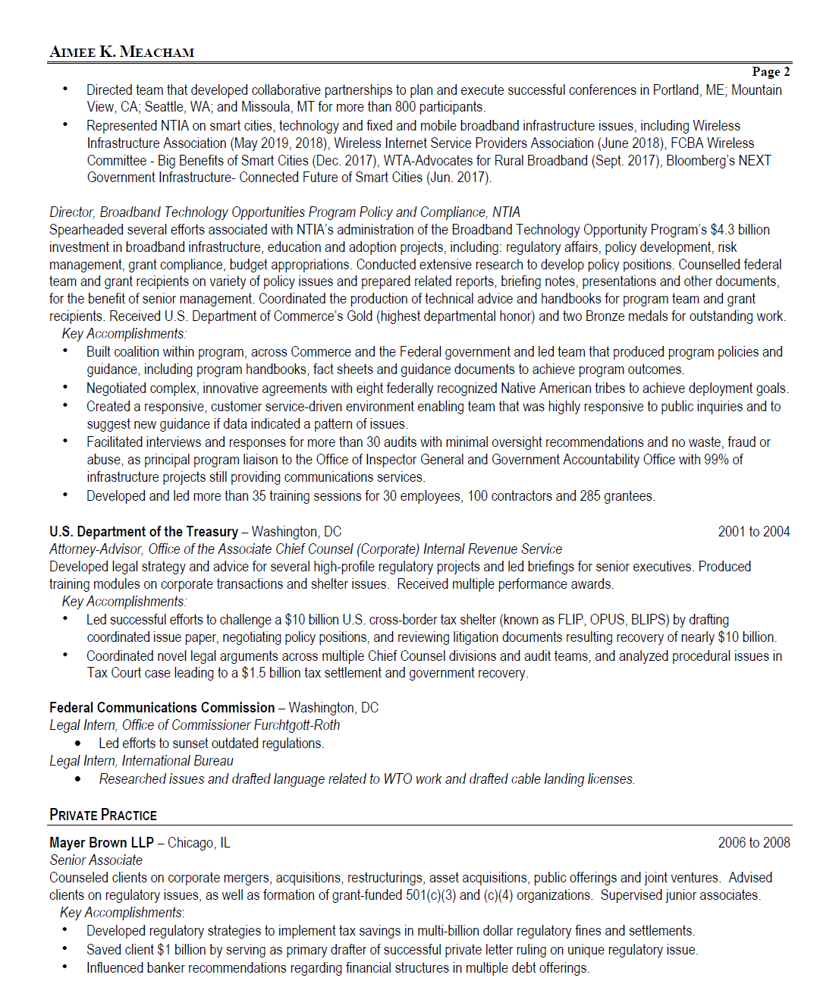 AIMEE K. MEACHAM
Page 2
• Directed team that developed collaborative partnerships to plan and execute successful conferences in Portland, ME; Mountain
View, CA; Seattle, WA; and Missoula, MT for more than 800 participants.
• Represented NTIA on smart cities, technology and fixed and mobile broadband infrastructure issues, including Wireless
Infrastructure Association (May 2019, 2018), Wireless Internet Service Providers Association (June 2018), FCBA Wireless
Committee - Big Benefits of Smart Cities (Dec. 2017), WTA-Advocates for Rural Broadband (Sept. 2017), Bloomberg's NEXT
Government Infrastructure- Connected Future of Smart Cities (Jun. 2017).
Director, Broadband Technology Opportunities Program Policy and Compliance, NTIA
Spearheaded several efforts associated with NTIA's administration of the Broadband Technology Opportunity Program's $4.3 billion
investment in broadband infrastructure, education and adoption projects, including: regulatory affairs, policy development, risk
management, grant compliance, budget appropriations. Conducted extensive research to develop policy positions. Counselled federal
team and grant recipients on variety of policy issues and prepared related reports, briefing notes, presentations and other documents,
for the benefit of senior management. Coordinated the production of technical advice and handbooks for program team and grant
recipients. Received U.S. Department of Commerce's Gold (highest departmental honor) and two Bronze medals for outstanding work.
Key Accomplishments:
• Built coalition within program, across Commerce and the Federal government and led team that produced program policies and
guidance, including program handbooks, fact sheets and guidance documents to achieve program outcomes.
• Negotiated complex, innovative agreements with eight federally recognized Native American tribes to achieve deployment goals.
• Created a responsive, customer service-driven environment enabling team that was highly responsive to public inquiries and to
suggest new guidance if data indicated a pattern of issues.
• Facilitated interviews and responses for more than 30 audits with minimal oversight recommendations and no waste, fraud or
abuse, as principal program liaison to the Office of Inspector General and Government Accountability Office with 99% of
infrastructure projects still providing communications services.
• Developed and led more than 35 training sessions for 30 employees, 100 contractors and 285 grantees.
U.S. Department of the Treasury – Washington, DC 2001 to 2004
Attorney-Advisor, Office of the Associate Chief Counsel (Corporate) Internal Revenue Service
Developed legal strategy and advice for several high-profile regulatory projects and led briefings for senior executives. Produced
training modules on corporate transactions and shelter issues. Received multiple performance awards.
Key Accomplishments:
• Led successful efforts to challenge a $10 billion U.S. cross-border tax shelter (known as FLIP, OPUS, BLIPS) by drafting
coordinated issue paper, negotiating policy positions, and reviewing litigation documents resulting recovery of nearly $10 billion.
• Coordinated novel legal arguments across multiple Chief Counsel divisions and audit teams, and analyzed procedural issues in
Tax Court case leading to a $1.5 billion tax settlement and government recovery.
Federal Communications Commission – Washington, DC
Legal Intern, Office of Commissioner Furchtgott-Roth
• Led efforts to sunset outdated regulations.
Legal Intern, International Bureau
• Researched issues and drafted language related to WTO work and drafted cable landing licenses.
PRIVATE PRACTICE
Mayer Brown LLP – Chicago, IL 2006 to 2008
Senior Associate
Counseled clients on corporate mergers, acquisitions, restructurings, asset acquisitions, public offerings and joint ventures. Advised
clients on regulatory issues, as well as formation of grant-funded 501(c)(3) and (c)(4) organizations. Supervised junior associates.
Key Accomplishments:
• Developed regulatory strategies to implement tax savings in multi-billion dollar regulatory fines and settlements.
• Saved client $1 billion by serving as primary drafter of successful private letter ruling on unique regulatory issue.
• Influenced banker recommendations regarding financial structures in multiple debt offerings.